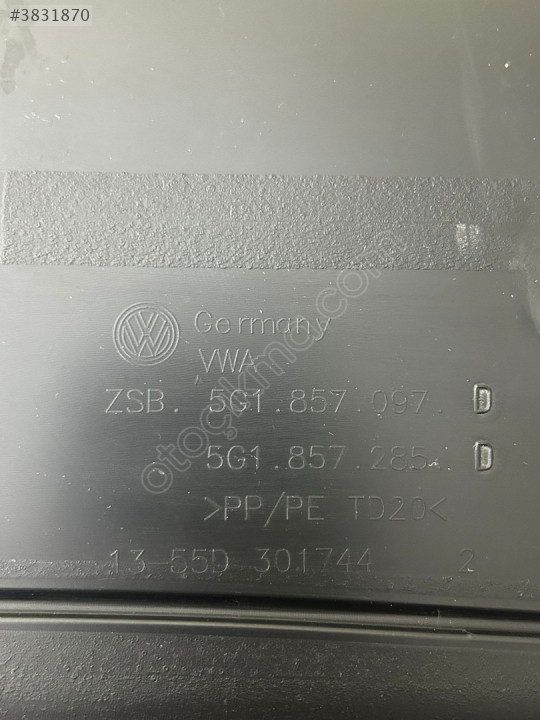 #3831870
VW Germany
VWA
ZSB. 5G1.857.097. D
5G1.857.285. D
>PP/PE TD20<
13-55D 301744 2
otocikma.com